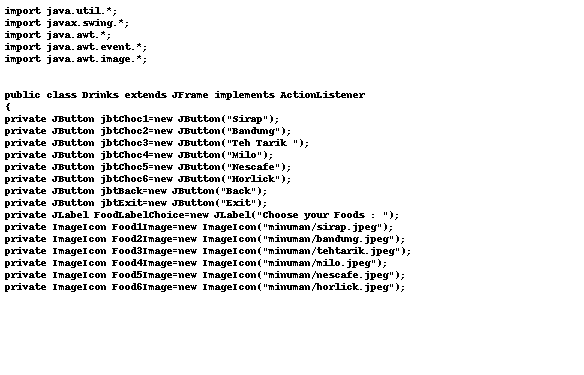 import java.util.*;
import javax.swing.*;
import java.awt.*;
import java.awt.event.*;
import java.awt.image.*;
public class Drinks extends JFrame implements ActionListener
{
private JButton jbtChoc1=new JButton("Sirap");
private JButton jbtChoc2=new JButton("Bandung");
private JButton jbtChoc3=new JButton("Teh Tarik ");
private JButton jbtChoc4=new JButton("Milo");
private JButton jbtChoc5=new JButton("Nescafe");
private JButton jbtChoc6=new JButton("Horlick");
private JButton jbtBack=new JButton("Back");
private JButton jbtExit=new JButton("Exit");
private JLabel FoodLabelChoice=new JLabel("Choose your Foods : ");
private ImageIcon Food1Image=new ImageIcon("minuman/sirap.jpeg");
private ImageIcon Food2Image=new ImageIcon("minuman/bandung.jpeg");
private ImageIcon Food3Image=new ImageIcon("minuman/tehtarik.jpeg");
private ImageIcon Food4Image=new ImageIcon("minuman/milo.jpeg");
private ImageIcon Food5Image=new ImageIcon("minuman/nescafe.jpeg");
private ImageIcon Food6Image=new ImageIcon("minuman/horlick.jpeg");